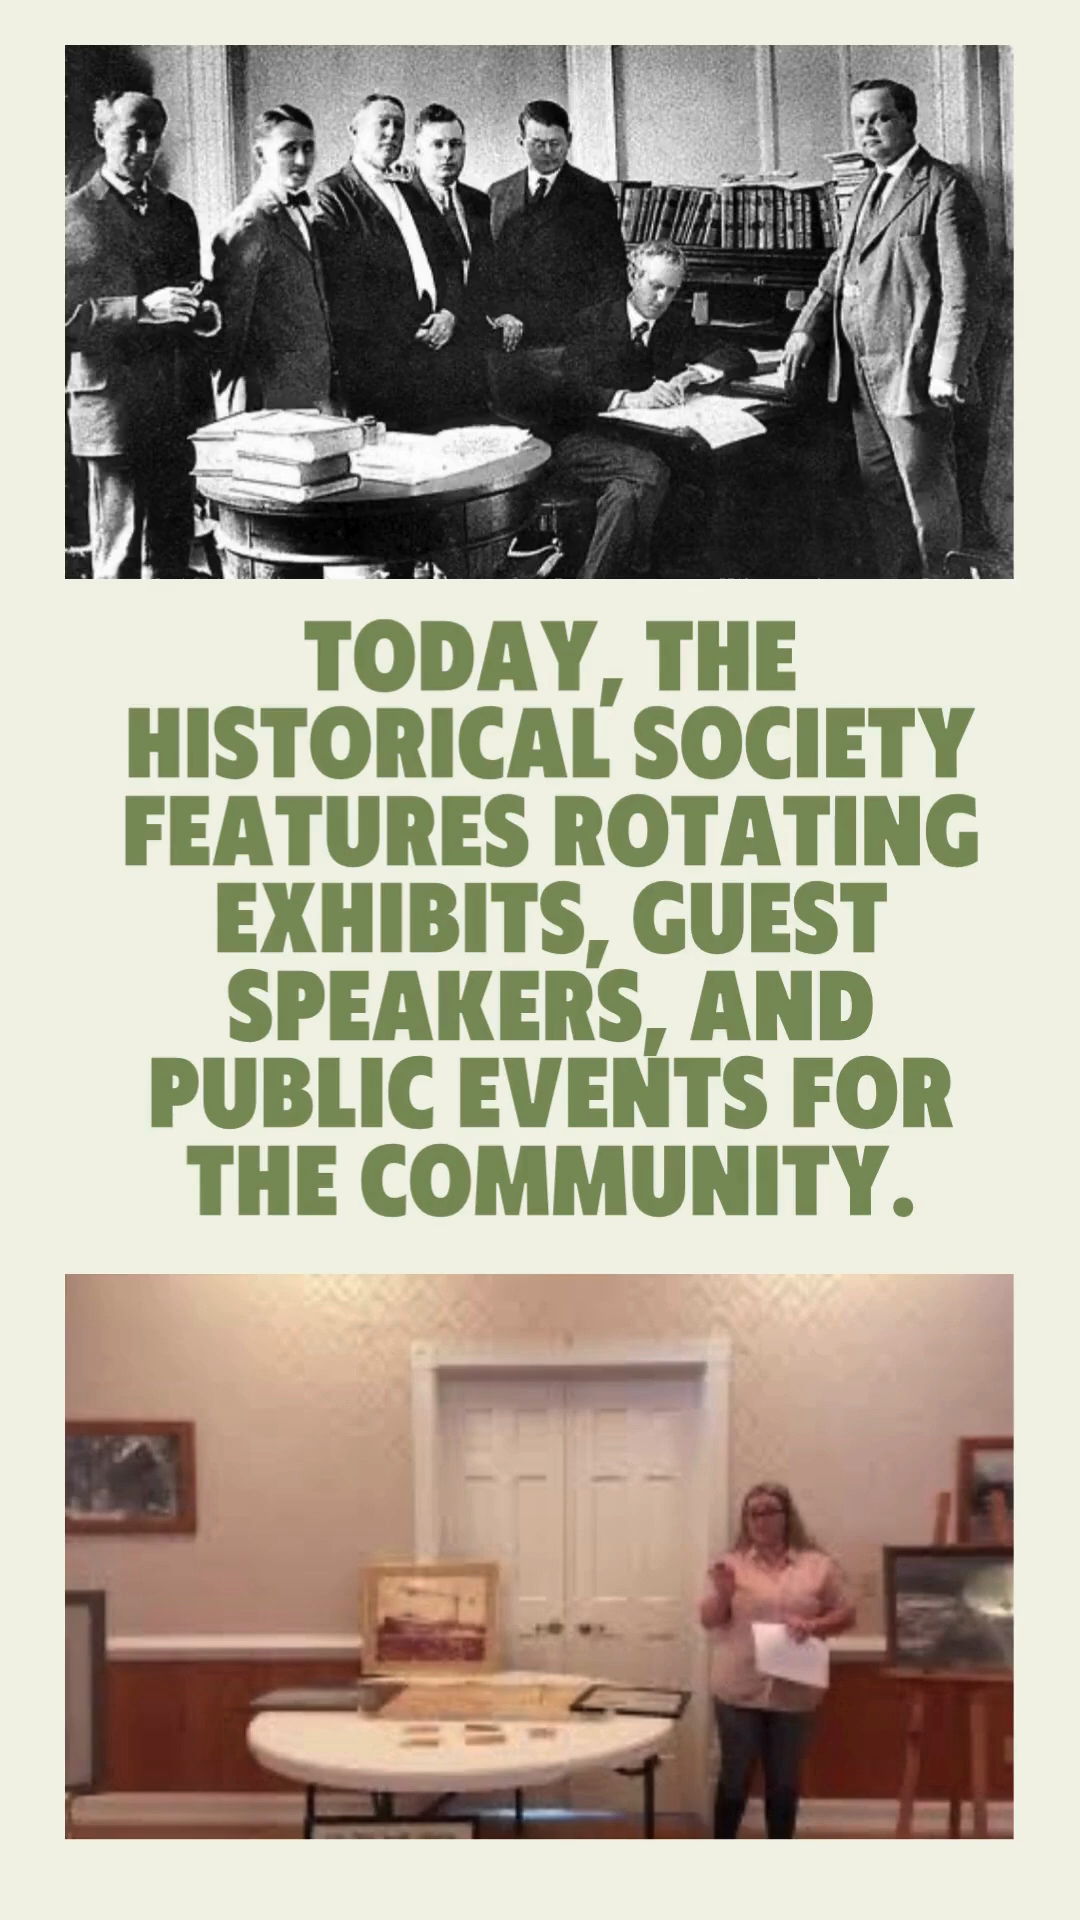 TODAY, THE
HISTORICAL SOCIETY
FEATURES ROTATING
EXHIBITS, GUEST
SPEAKERS, AND
PUBLIC EVENTS FOR
THE COMMUNITY.